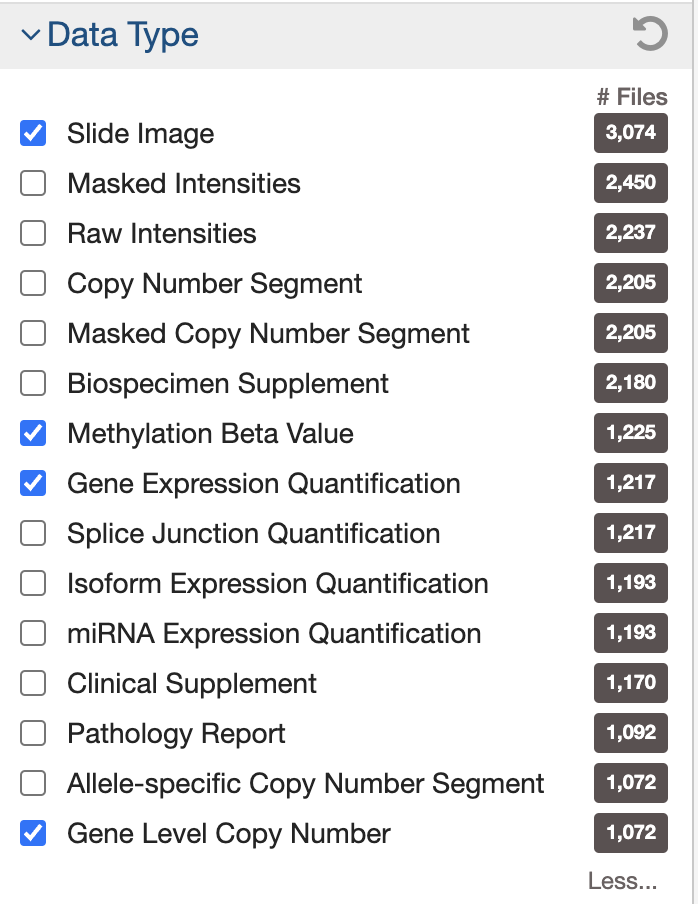 Data Type
# Files
Slide Image 3,074
Masked Intensities 2,450
Raw Intensities 2,237
Copy Number Segment 2,205
Masked Copy Number Segment 2,205
Biospecimen Supplement 2,180
Methylation Beta Value 1,225
Gene Expression Quantification 1,217
Splice Junction Quantification 1,217
Isoform Expression Quantification 1,193
miRNA Expression Quantification 1,193
Clinical Supplement 1,170
Pathology Report 1,092
Allele-specific Copy Number Segment 1,072
Gene Level Copy Number 1,072
Less...